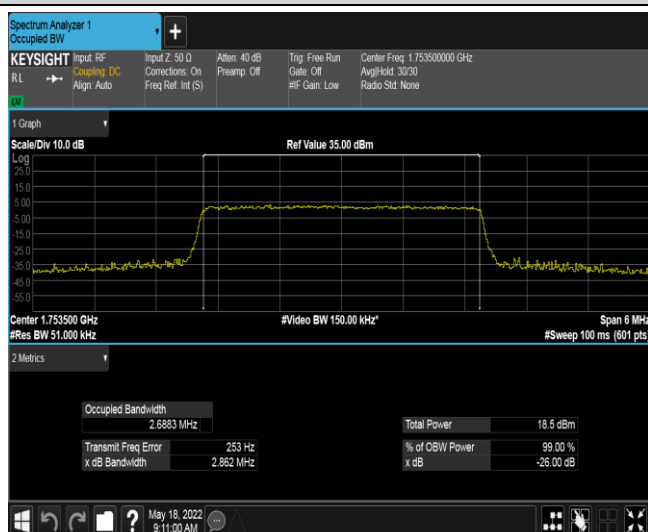 Spectrum Analyzer 1
Occupied BW
+
KEYSIGHT
RL
Input: RF
Coupling: DC
Align: Auto
Input Z: 50 Ω
Corrections: On
Freq Ref: Int (S)
Atten: 40 dB
Preamp: Off
Trig: Free Run
Gate: Off
#IF Gain: Low
Center Freq: 1.753500000 GHz
Avg|Hold: 30/30
Radio Std: None
1 Graph
Scale/Div 10.0 dB
Ref Value 35.00 dBm
Log
25.0
15.0
5.00
-5.00
-15.0
-25.0
-35.0
-45.0
-55.0
Center 1.753500 GHz
#Video BW 150.00 kHz*
Span 6 MHz
#Res BW 51.000 kHz
#Sweep 100 ms (601 pts)
2 Metrics
Occupied Bandwidth
2.6883 MHz
Total Power 18.5 dBm
Transmit Freq Error 253 Hz
% of OBW Power 99.00 %
x dB Bandwidth 2.862 MHz
x dB -26.00 dB
?
May 18, 2022
9:11:00 AM